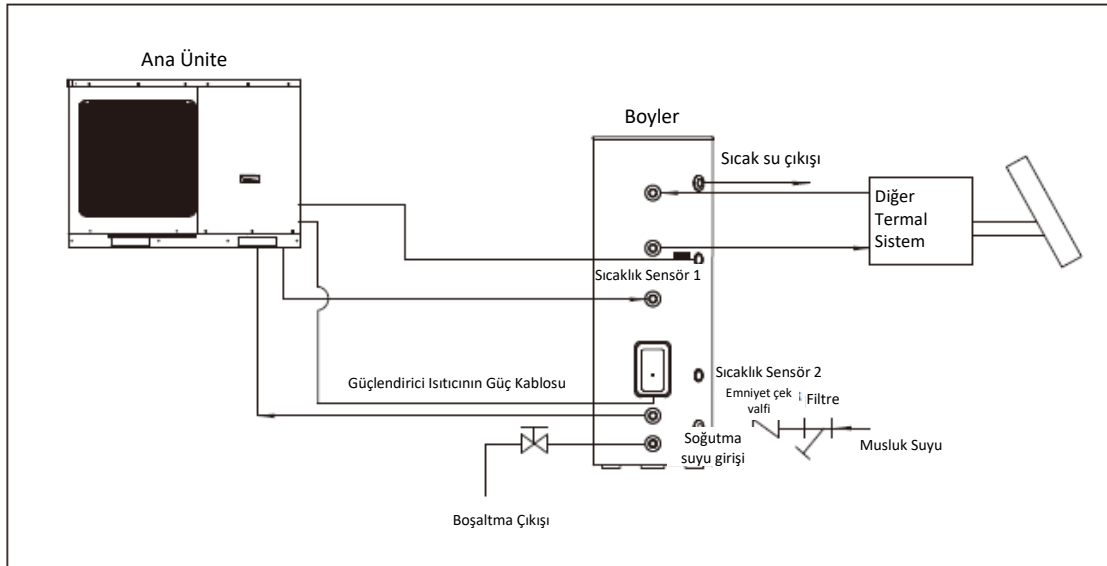 Ana Ünite
Boyler
Sıcak su çıkışı
Diğer
Termal
Sistem
Sıcaklık Sensör 1
Güçlendirici Isıtıcının Güç Kablosu
Sıcaklık Sensör 2
Emniyet çek
valfi
Filtre
Soğutma
suyu girişi
Musluk Suyu
Boşaltma Çıkışı